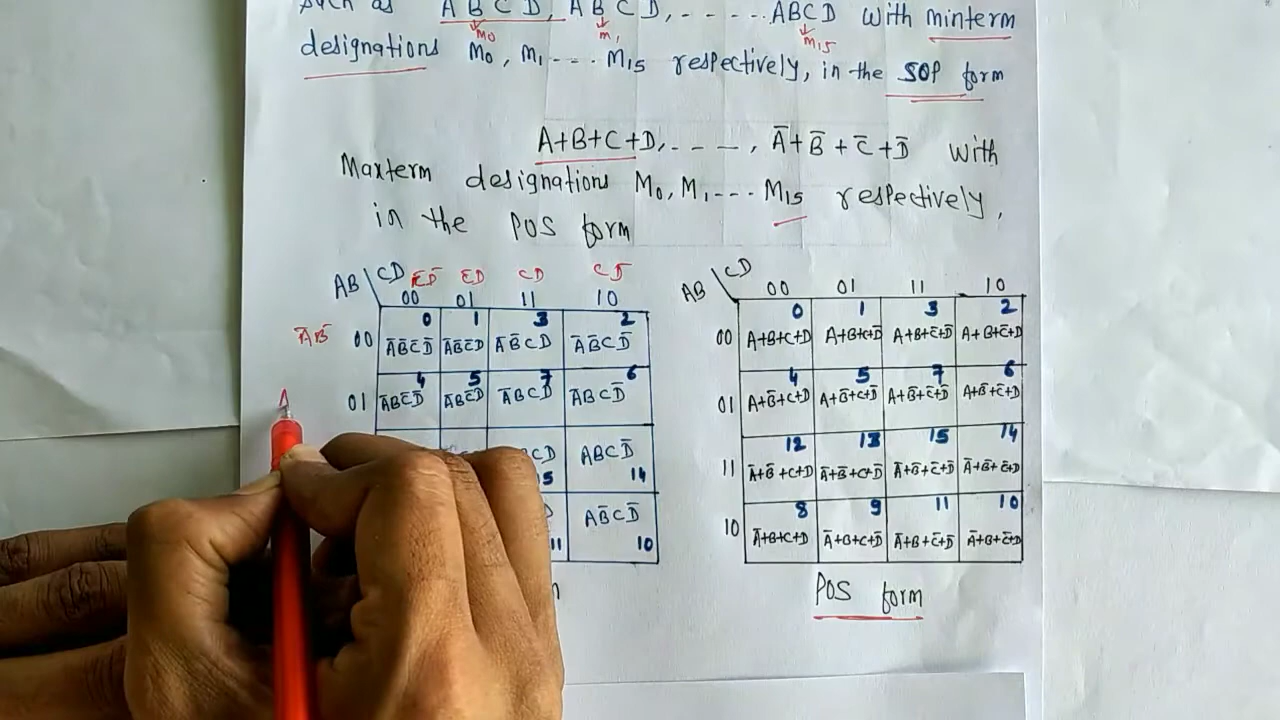 such as A B C D, A B C D, - - - - - ABCD with minterm
m0 m1 m15
designations m0, m1 - - - - m15 respectively, in the SOP form
A+B+C+D, - - - -, A̅+B̅+C̅+D̅ with
Maxterm designations M0, M1 - - - M15 respectively,
in the POS form
AB \ CD C̅D̅ C̅D CD CD̅
00 01 11 10
A̅B̅ 00
0 1 3 2
A̅B̅C̅D̅ A̅B̅C̅D A̅B̅CD A̅B̅CD̅
01
4 5 7 6
A̅BC̅D̅ A̅BC̅D A̅BCD A̅BCD̅
A
CD ABCD̅
15 14
AB̅CD̅
11 10
AB \ CD
00 01 11 10
0 1 3 2
00 A+B+C+D A+B+C+D̅ A+B+C̅+D̅ A+B+C̅+D
4 5 7 6
01 A+B̅+C+D A+B̅+C+D̅ A+B̅+C̅+D̅ A+B̅+C̅+D
12 13 15 14
11 A̅+B̅+C+D A̅+B̅+C+D̅ A̅+B̅+C̅+D̅ A̅+B̅+C̅+D
8 9 11 10
10 A̅+B+C+D A̅+B+C+D̅ A̅+B+C̅+D̅ A̅+B+C̅+D
POS form